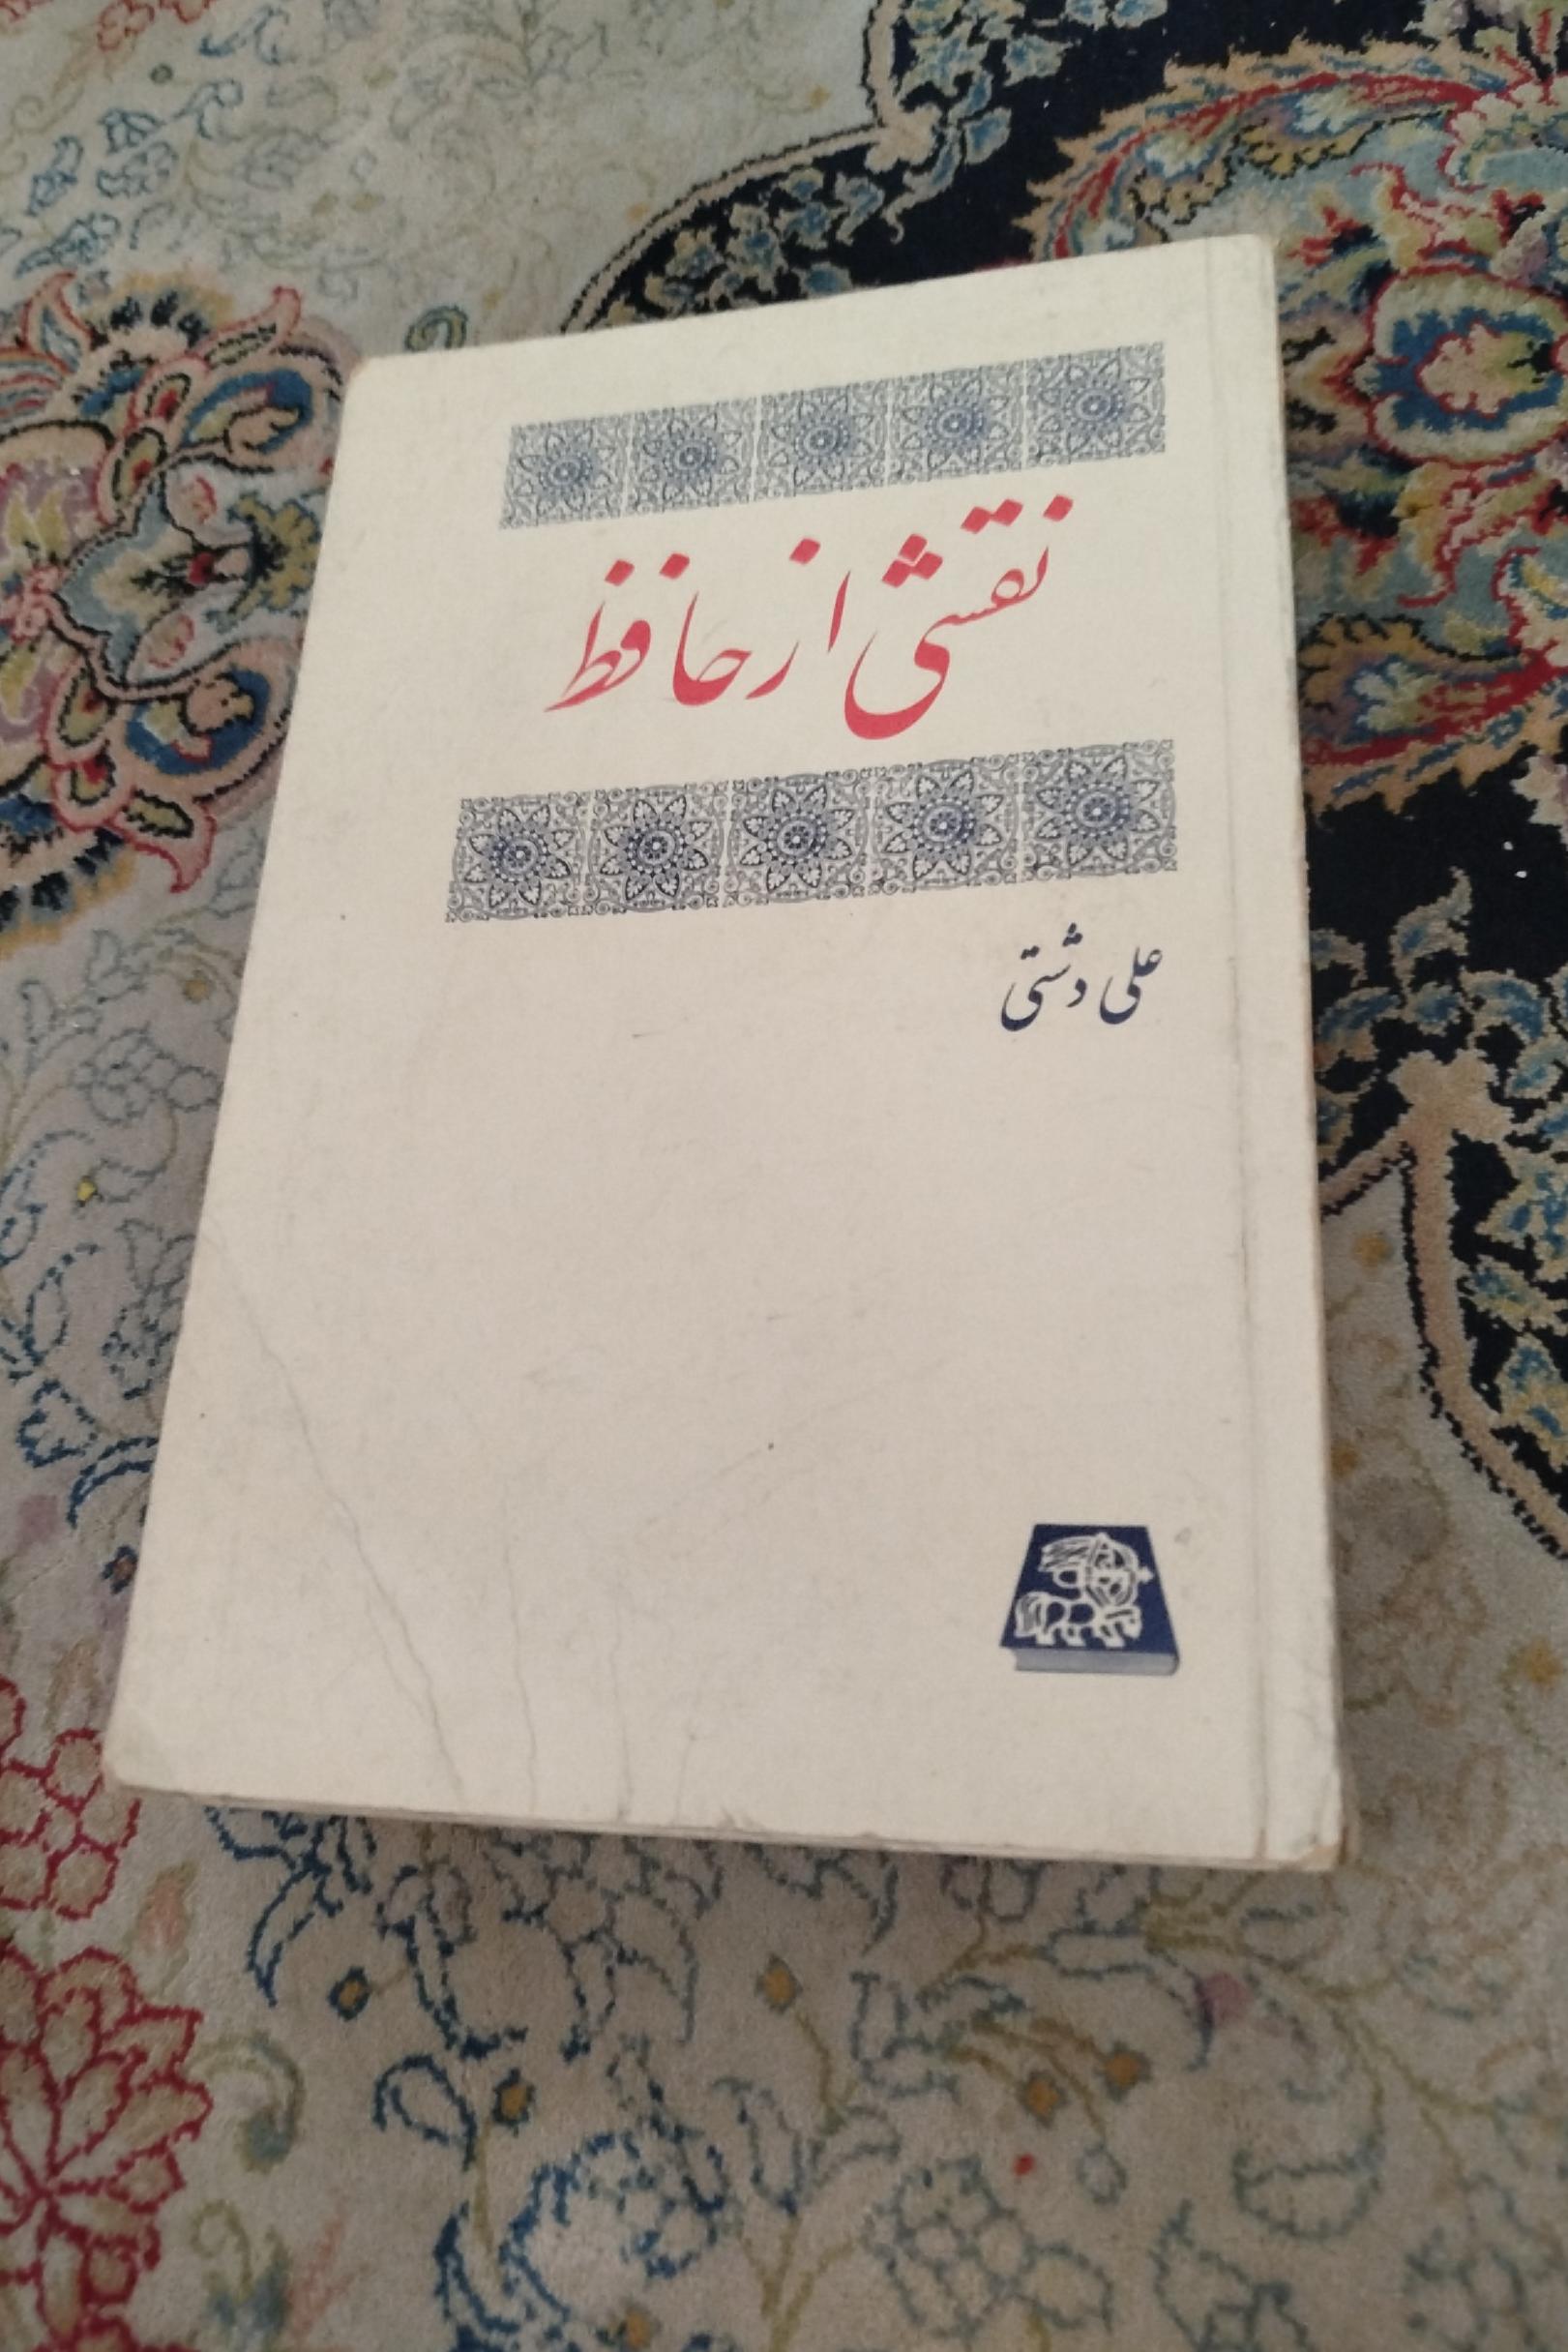 نقشی از حافظ
علی دشتی